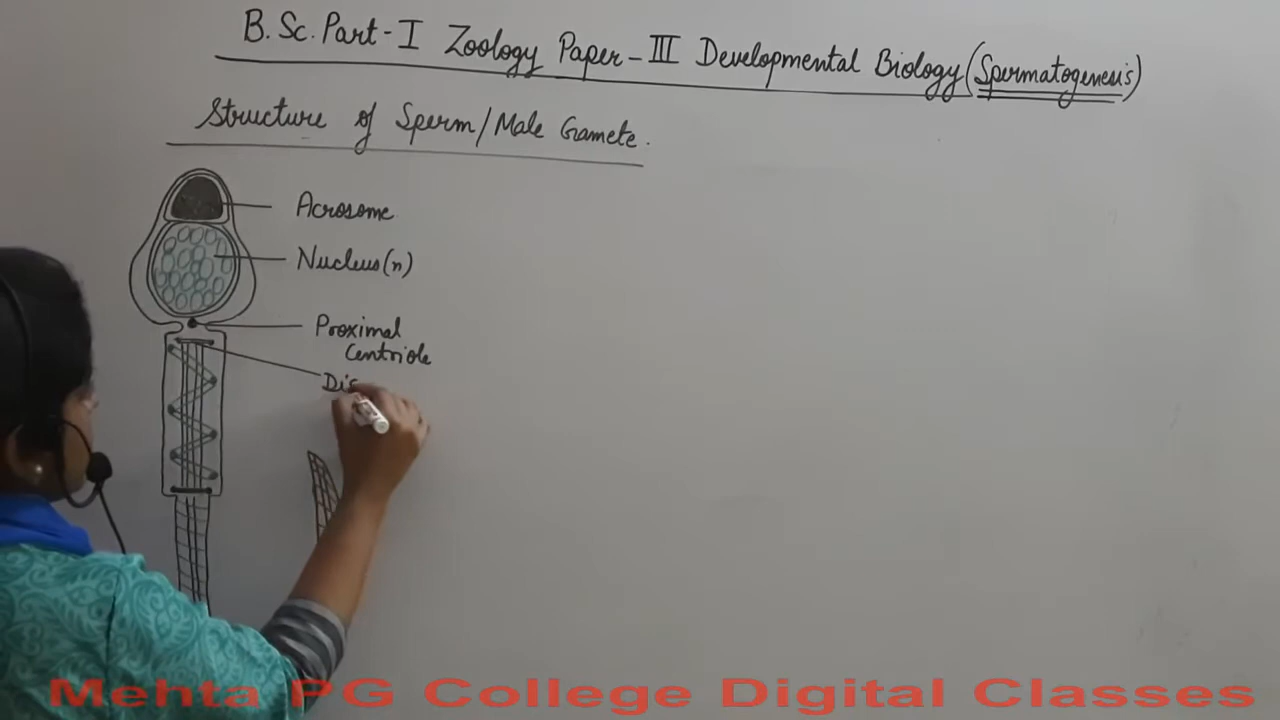 B.Sc. Part-I Zoology Paper-III Developmental Biology (Spermatogenesis)
Structure of Sperm/Male Gamete.
Acrosome
Nucleus(n)
Proximal
Centriole
Dis
Mehta PG College Digital Classes